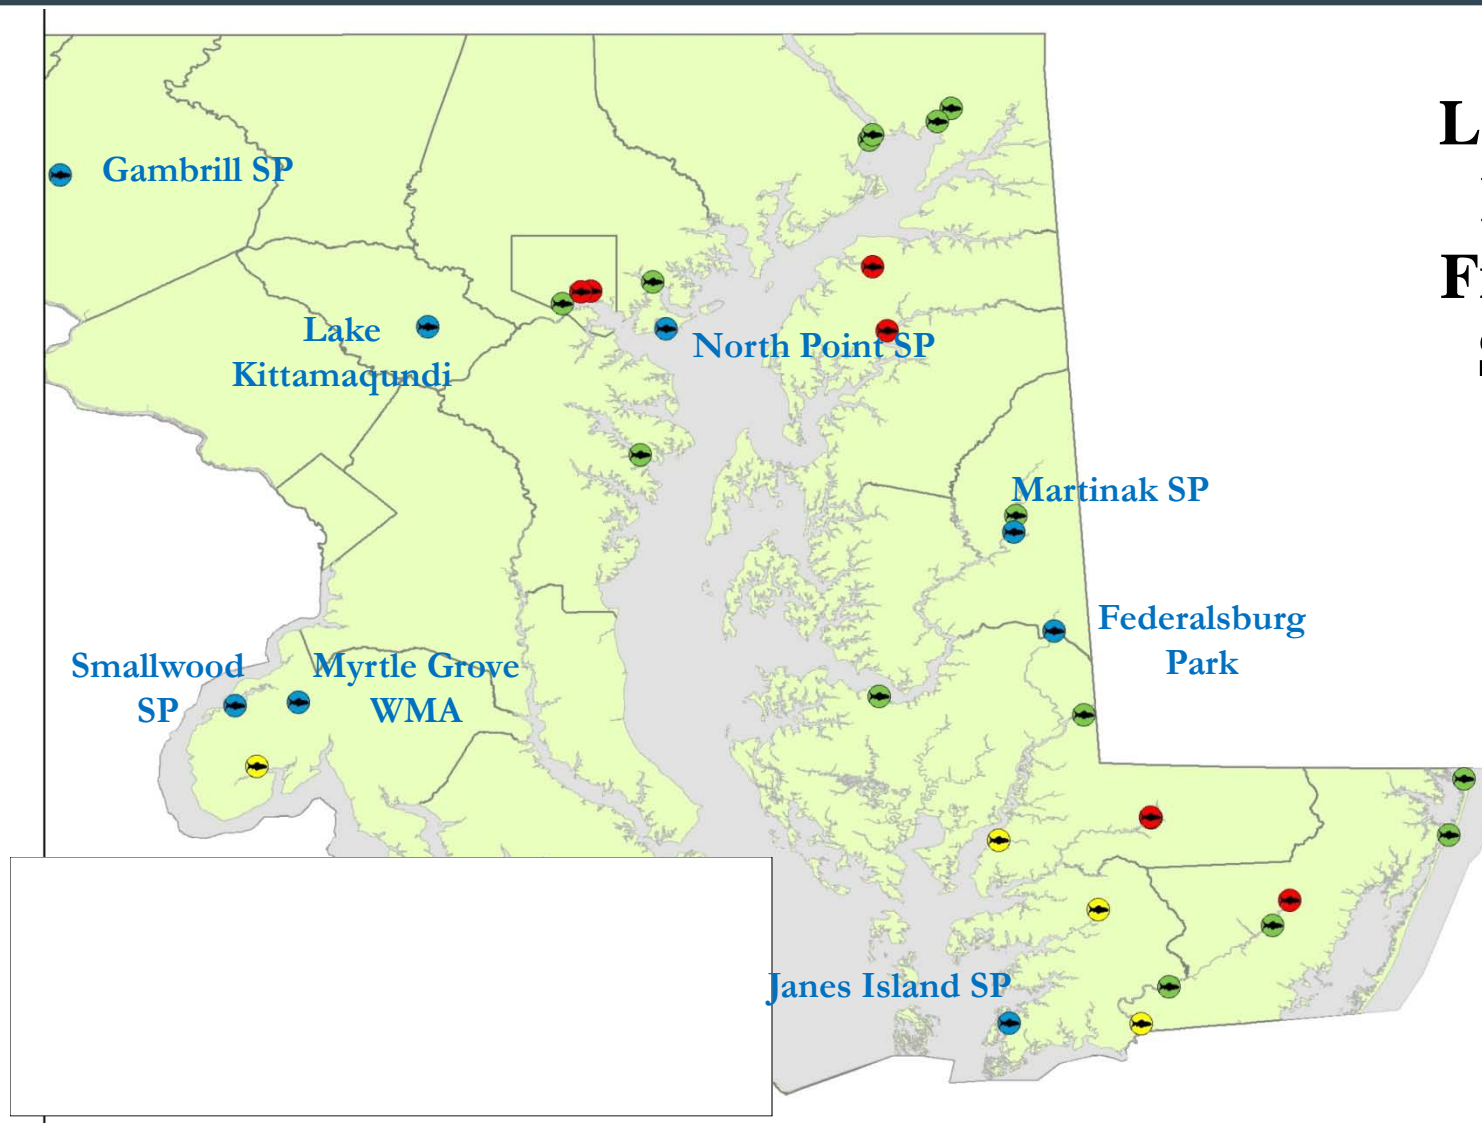 Gambrill SP
Lake
Kittamaqundi
North Point SP
Martinak SP
Federalsburg
Park
Smallwood
SP
Myrtle Grove
WMA
Janes Island SP
L